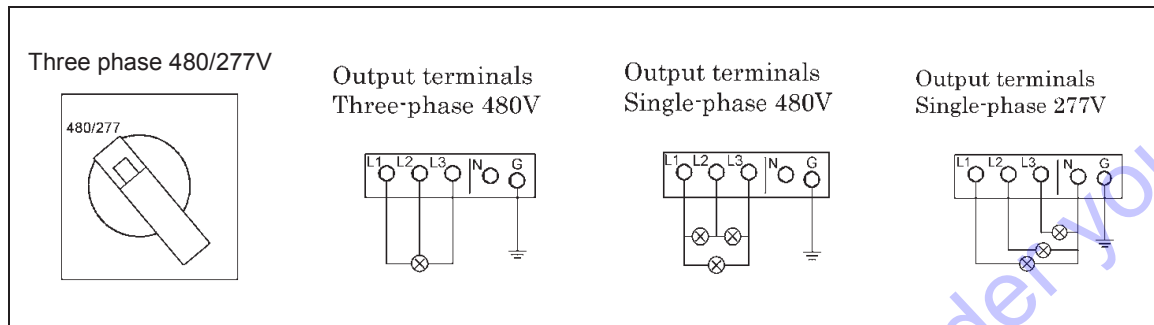 Three phase 480/277V
480/277
Output terminals
Three-phase 480V
L1 L2 L3 N G
Output terminals
Single-phase 480V
L1 L2 L3 N G
Output terminals
Single-phase 277V
L1 L2 L3 N G